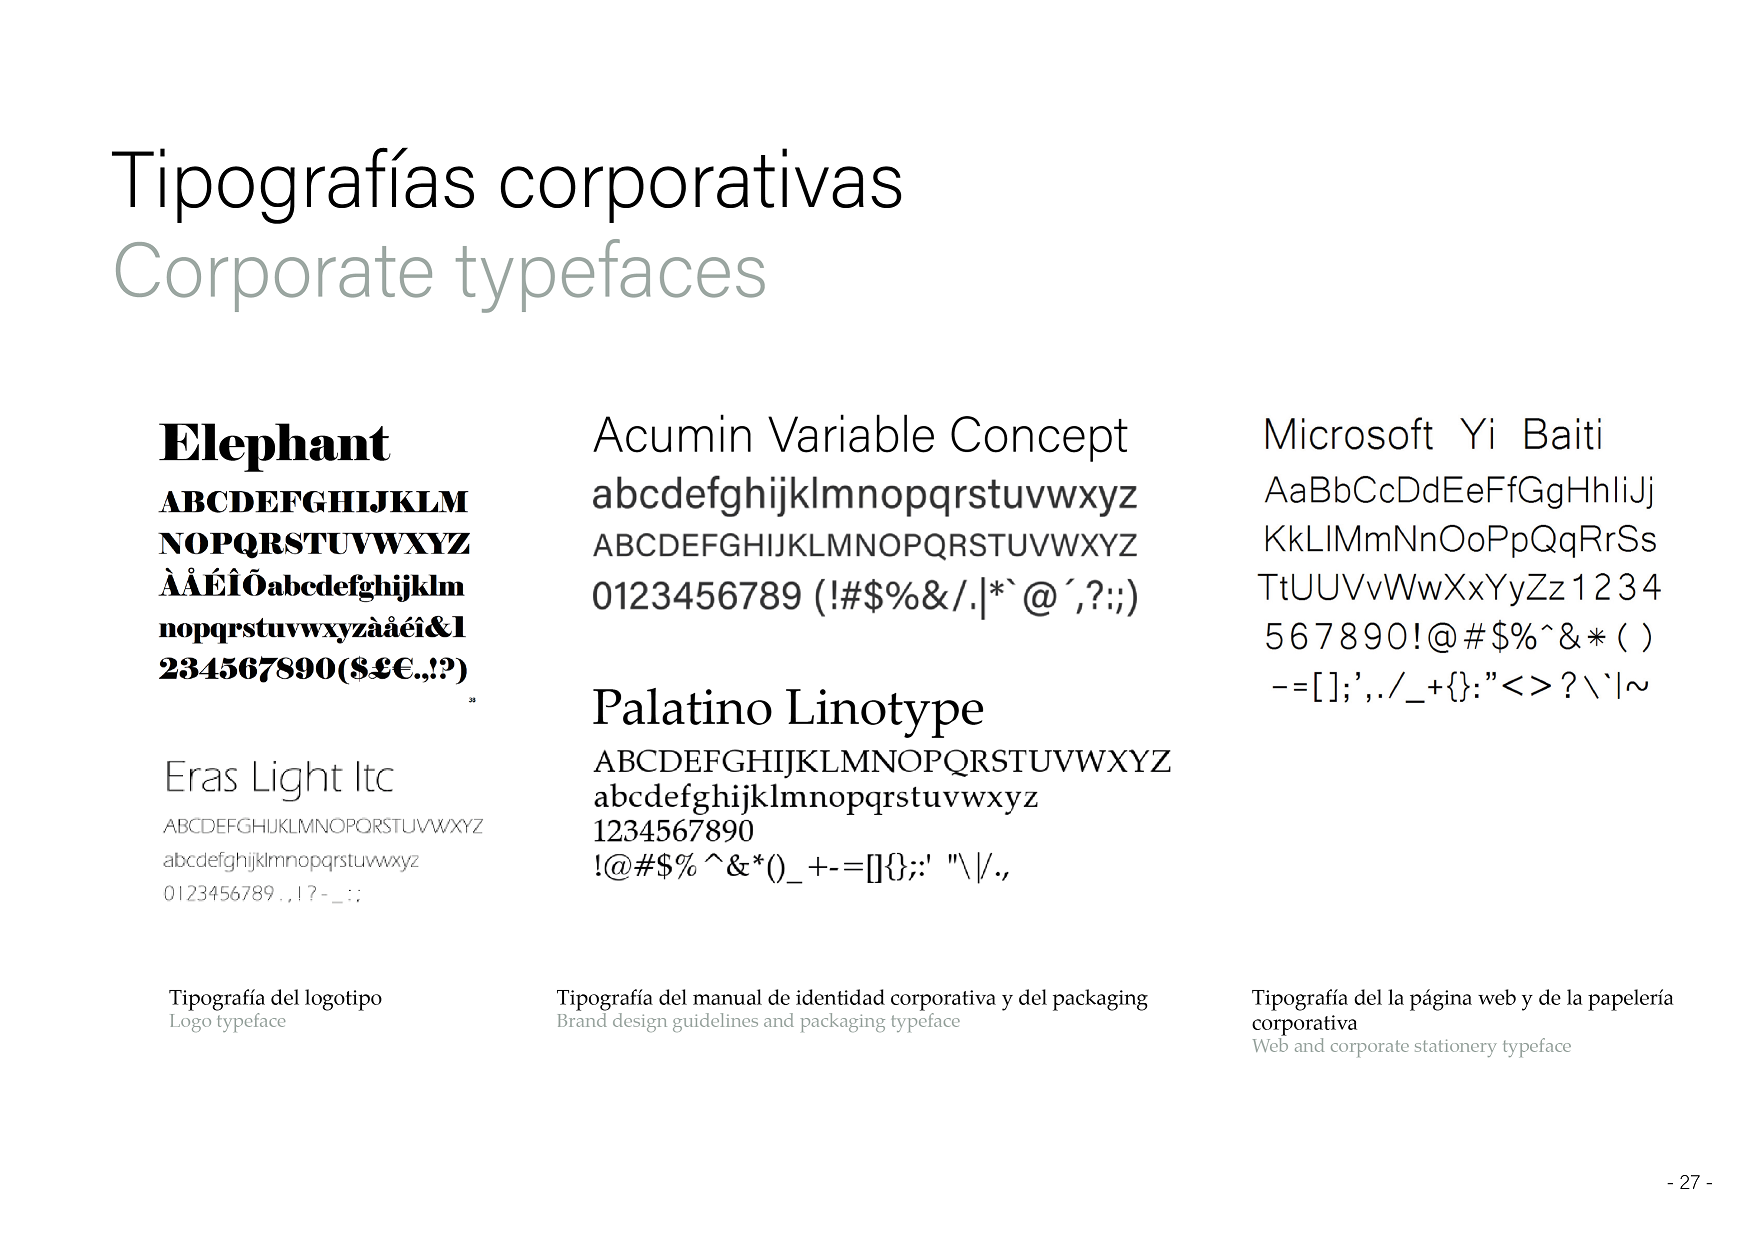 Tipografías corporativas
Corporate typefaces
Elephant
ABCDEFGHIJKLM
NOPQRSTUVWXYZ
ÀÅÉÎÕabcdefghijklm
nopqrstuvwxyzàåéî&1
234567890($£€.,!?)
Eras Light Itc
ABCDEFGHIJKLMNOPQRSTUVWXYZ
abcdefghijklmnopqrstuvwxyz
0123456789.,!?-_:;
Acumin Variable Concept
abcdefghijklmnopqrstuvwxyz
ABCDEFGHIJKLMNOPQRSTUVWXYZ
0123456789 (!#$%&/.|*`@´,?:;)
Palatino Linotype
ABCDEFGHIJKLMNOPQRSTUVWXYZ
abcdefghijklmnopqrstuvwxyz
1234567890
!@#$%^&*()_+-=[]{};:' "\|/.,
Microsoft Yi Baiti
AaBbCcDdEeFfGgHhIiJj
KkLlMmNnOoPpQqRrSs
TtUUVvWwXxYyZz1234
567890!@#$%^&*()
-=[];’,./_+{}:”<>?\`|~
Tipografía del logotipo
Logo typeface
Tipografía del manual de identidad corporativa y del packaging
Brand design guidelines and packaging typeface
Tipografía del la página web y de la papelería
corporativa
Web and corporate stationery typeface
- 27 -